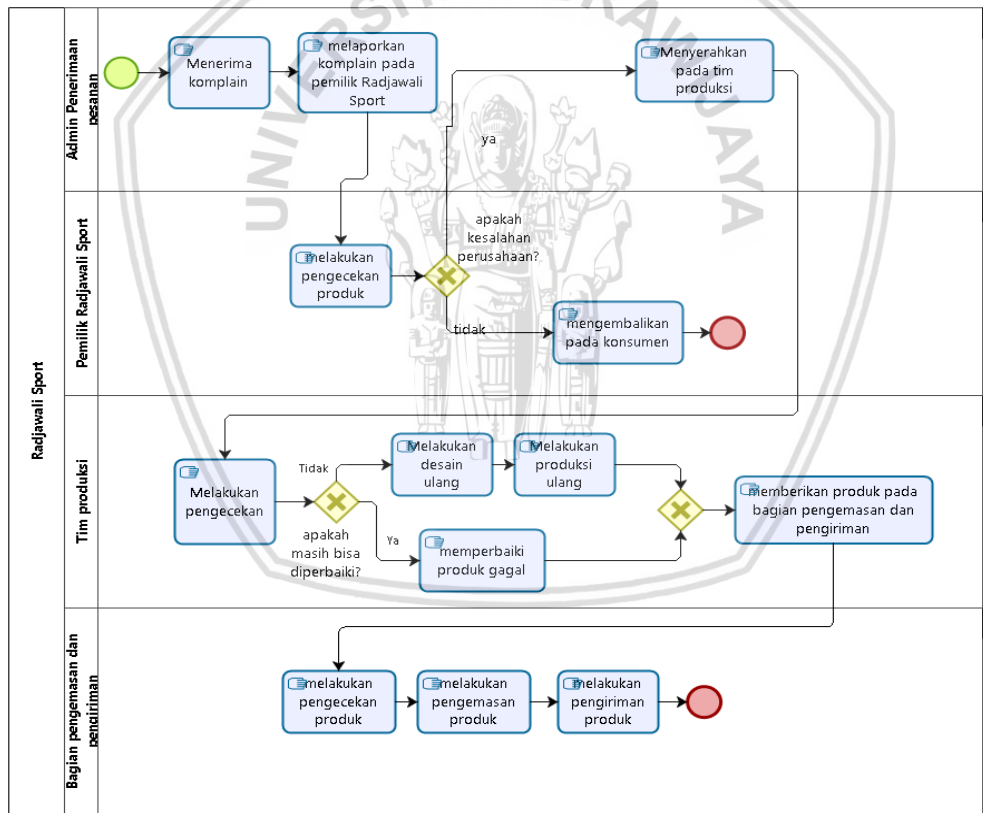 UNIVERSITAS BRAWIJAYA
Radjawali Sport
Admin Penerimaan
pesanan
Menerima
komplain
melaporkan
komplain pada
pemilik Radjawali
Sport
Menyerahkan
pada tim
produksi
ya
Pemilik Radjawali Sport
melakukan
pengecekan
produk
apakah
kesalahan
perusahaan?
tidak
mengembalikan
pada konsumen
Tim produksi
Melakukan
pengecekan
Tidak
apakah
masih bisa
diperbaiki?
Ya
Melakukan
desain
ulang
Melakukan
produksi
ulang
memperbaiki
produk gagal
memberikan produk pada
bagian pengemasan dan
pengiriman
Bagian pengemasan dan
pengiriman
melakukan
pengecekan
produk
melakukan
pengemasan
produk
melakukan
pengiriman
produk